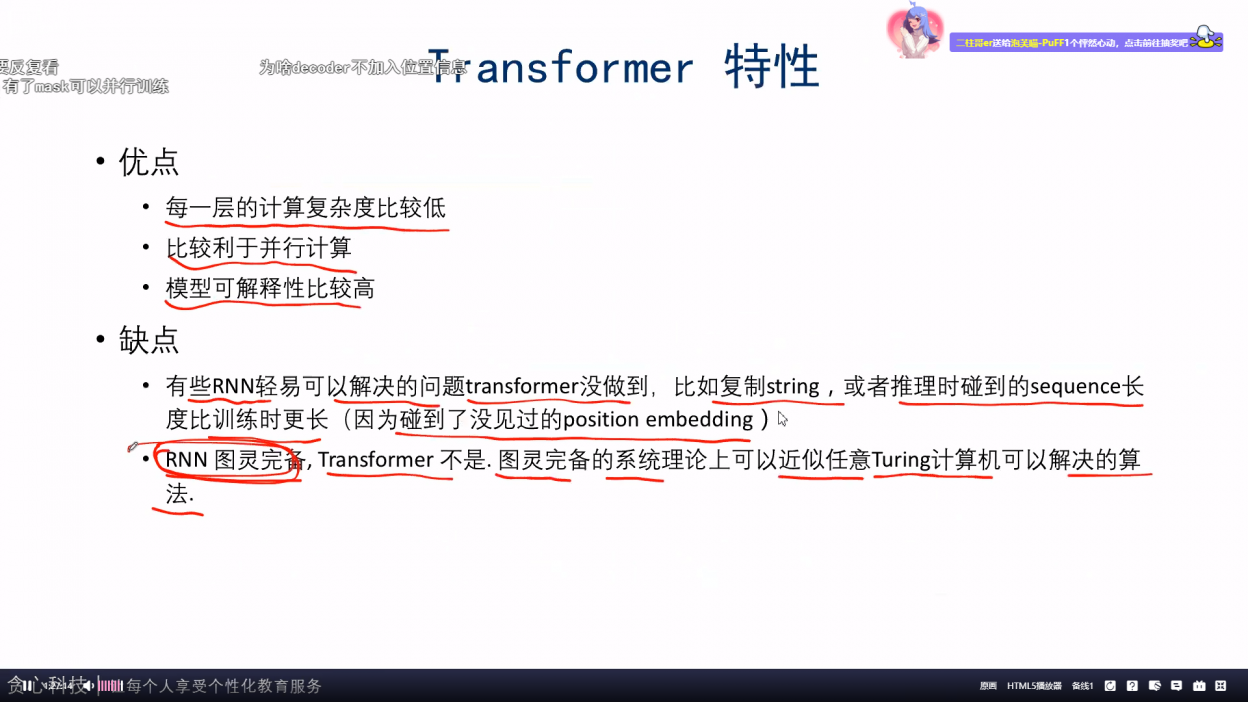 二柱哥er送给泡芙喵-PuFF1个怦然心动，点击前往抽奖吧
要反复看
为啥decoder不加入位置信息
有了mask可以并行训练
Transformer 特性
• 优点
• 每一层的计算复杂度比较低
• 比较利于并行计算
• 模型可解释性比较高
• 缺点
• 有些RNN轻易可以解决的问题transformer没做到，比如复制string，或者推理时碰到的sequence长
度比训练时更长（因为碰到了没见过的position embedding）
• RNN 图灵完备, Transformer 不是. 图灵完备的系统理论上可以近似任意Turing计算机可以解决的算
法.
贪心科技 | 让每个人享受个性化教育服务
原画 HTML5播放器 备线1